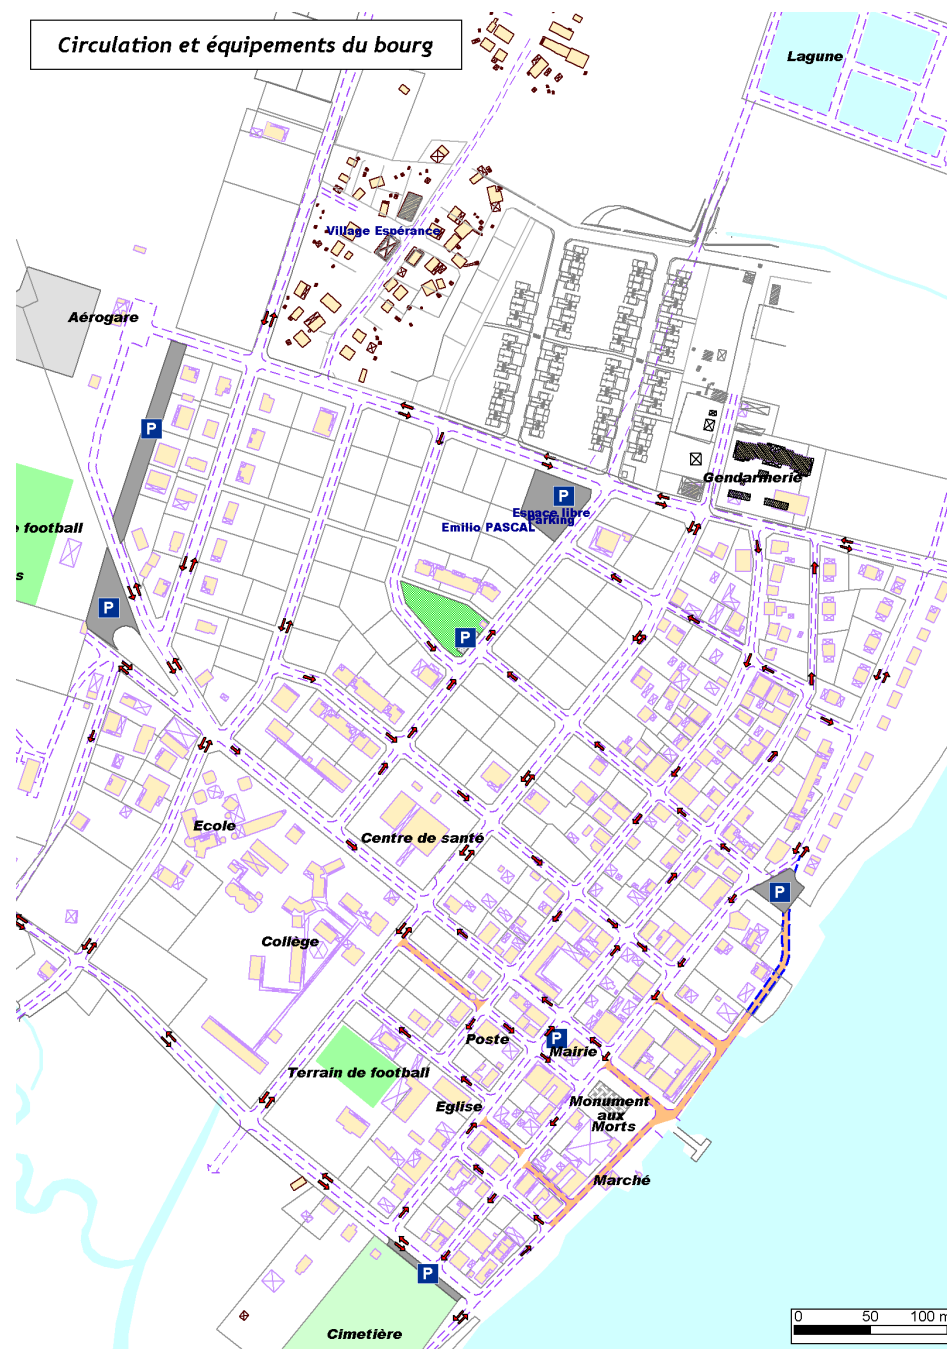 Circulation et équipements du bourg
Lagune
Village Espérance
Aérogare
P
Gendarmerie
P
Espace libre
Parking
Emilio PASCAL
e football
s
P
P
Ecole
Centre de santé
P
Collège
Poste
P
Mairie
Terrain de football
Eglise
Monument
aux
Morts
Marché
P
Cimetière
0 50 100 m